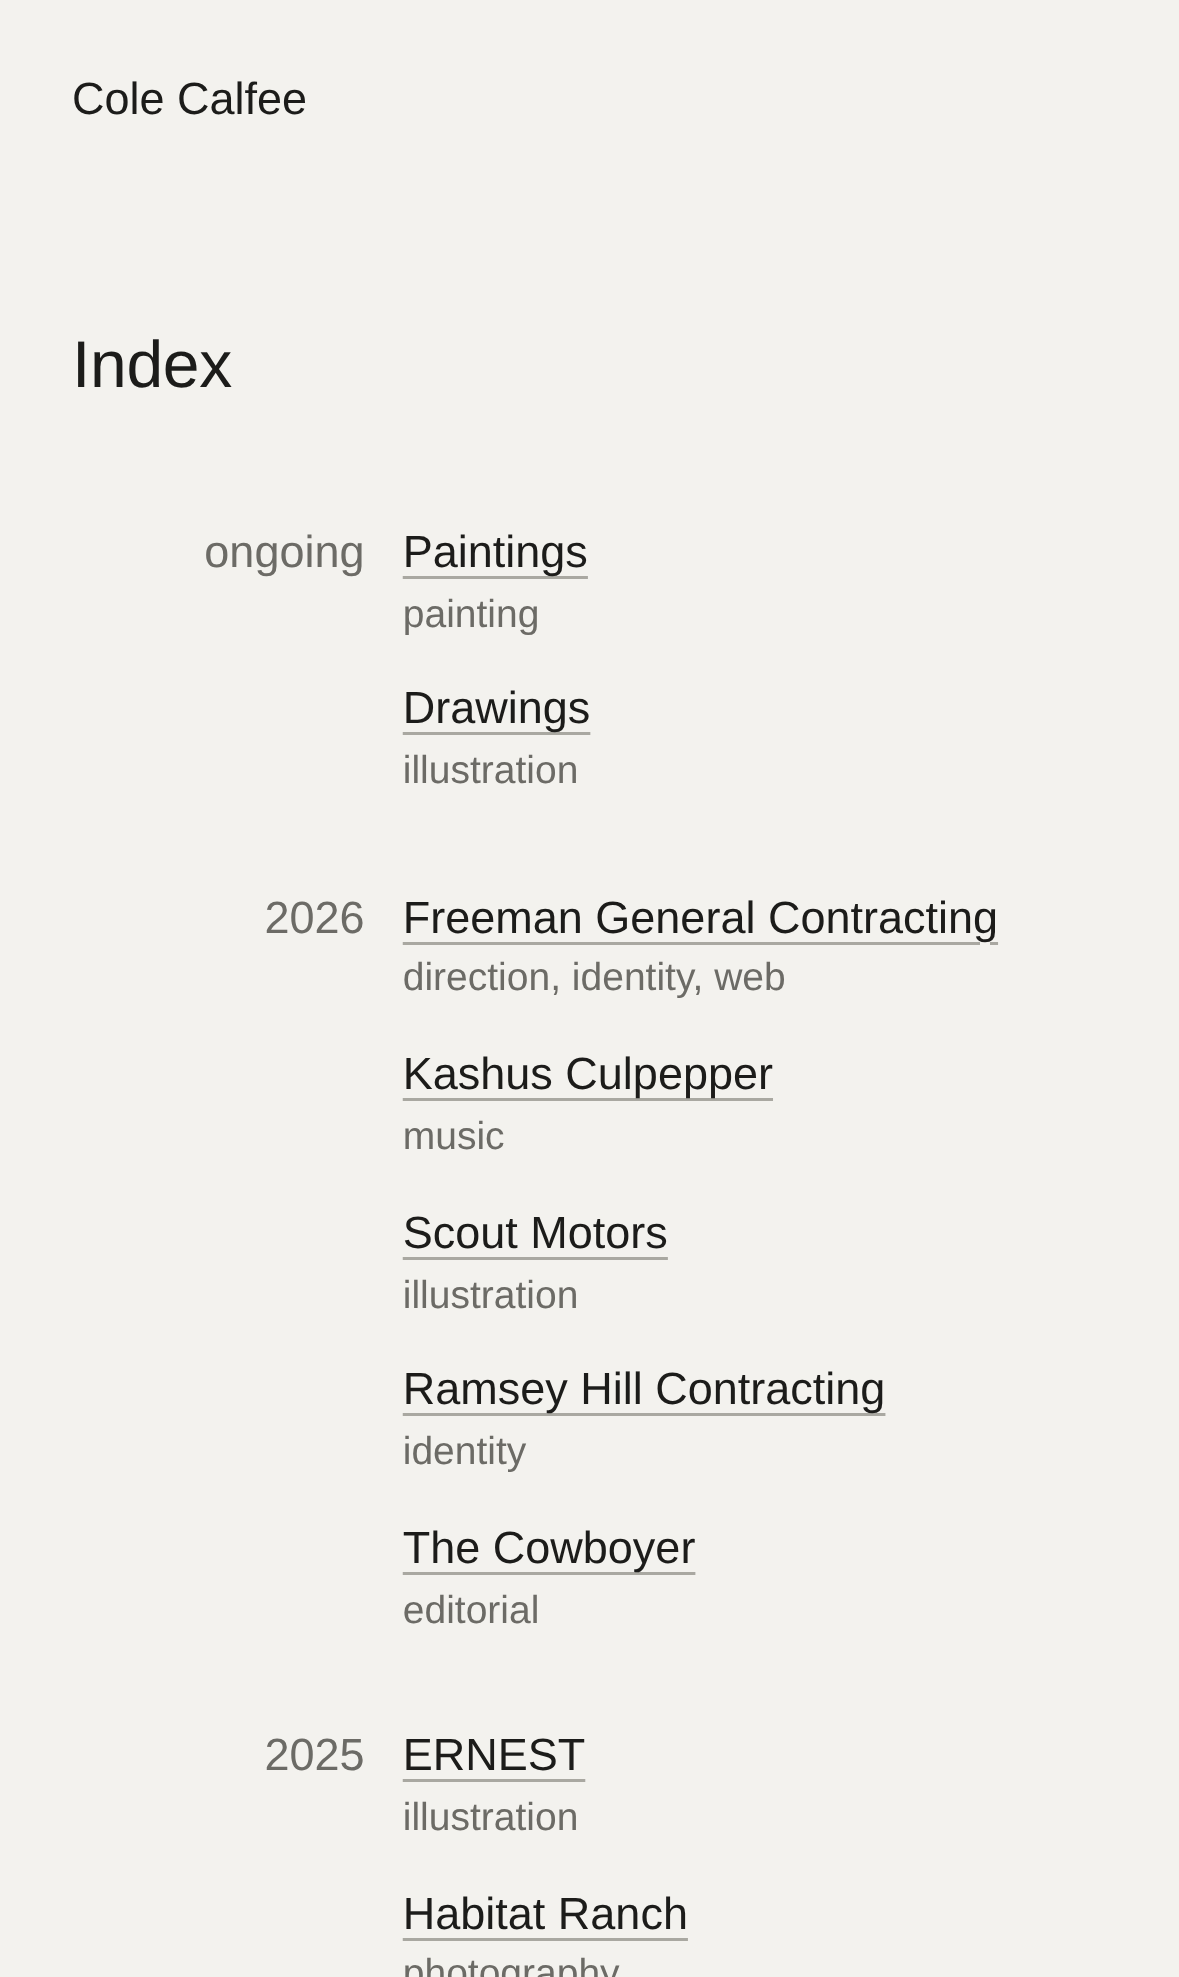 Cole Calfee
Index
ongoing Paintings
painting
Drawings
illustration
2026 Freeman General Contracting
direction, identity, web
Kashus Culpepper
music
Scout Motors
illustration
Ramsey Hill Contracting
identity
The Cowboyer
editorial
2025 ERNEST
illustration
Habitat Ranch
photography